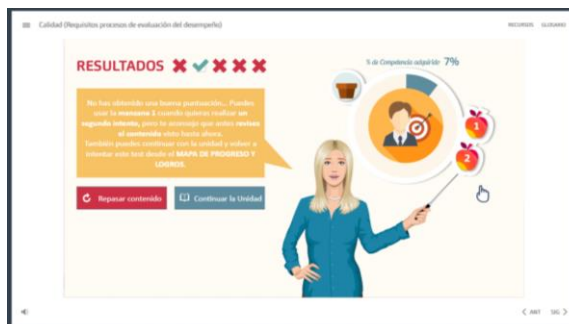 Calidad (Requisitos procesos de evaluación del desempeño)
RECURSOS GLOSARIO
RESULTADOS
% de Competencia adquirida: 7%
No has obtenido una buena puntuación... Puedes
usar la manzana 1 cuando quieras realizar un
segundo intento, pero te aconsejo que antes revises
el contenido visto hasta ahora.
También puedes continuar con la unidad y volver a
intentar este test desde el MAPA DE PROGRESO Y
LOGROS.
1
2
Repasar contenido
Continuar la Unidad
ANT SIG